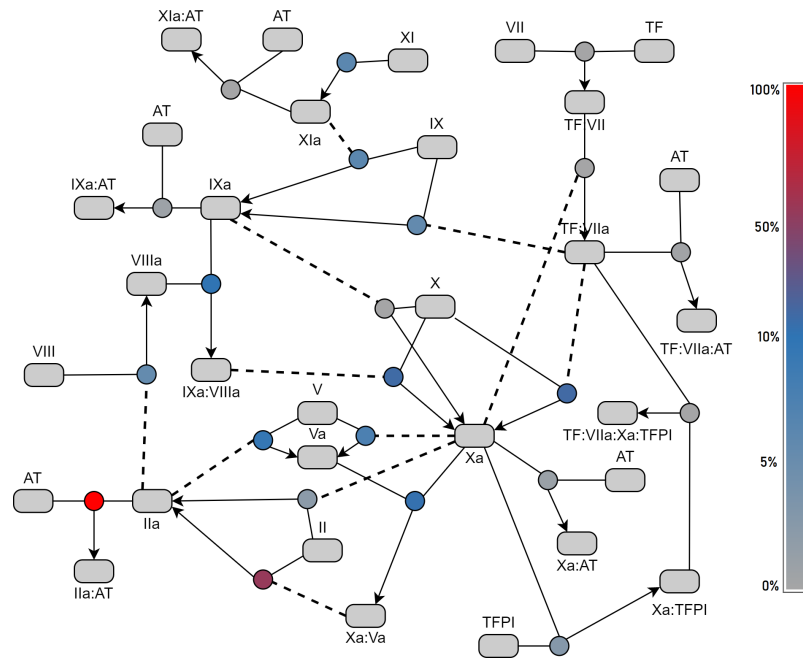 XIa:AT
AT
XI
VII
TF
100%
XIa
TF:VII
AT
IX
AT
IXa:AT
IXa
TF:VIIa
50%
VIIIa
X
TF:VIIa:AT
10%
VIII
IXa:VIIIa
V
Va
Xa
TF:VIIa:Xa:TFPI
AT
5%
AT
IIa
II
Xa:AT
IIa:AT
Xa:Va
TFPI
Xa:TFPI
0%